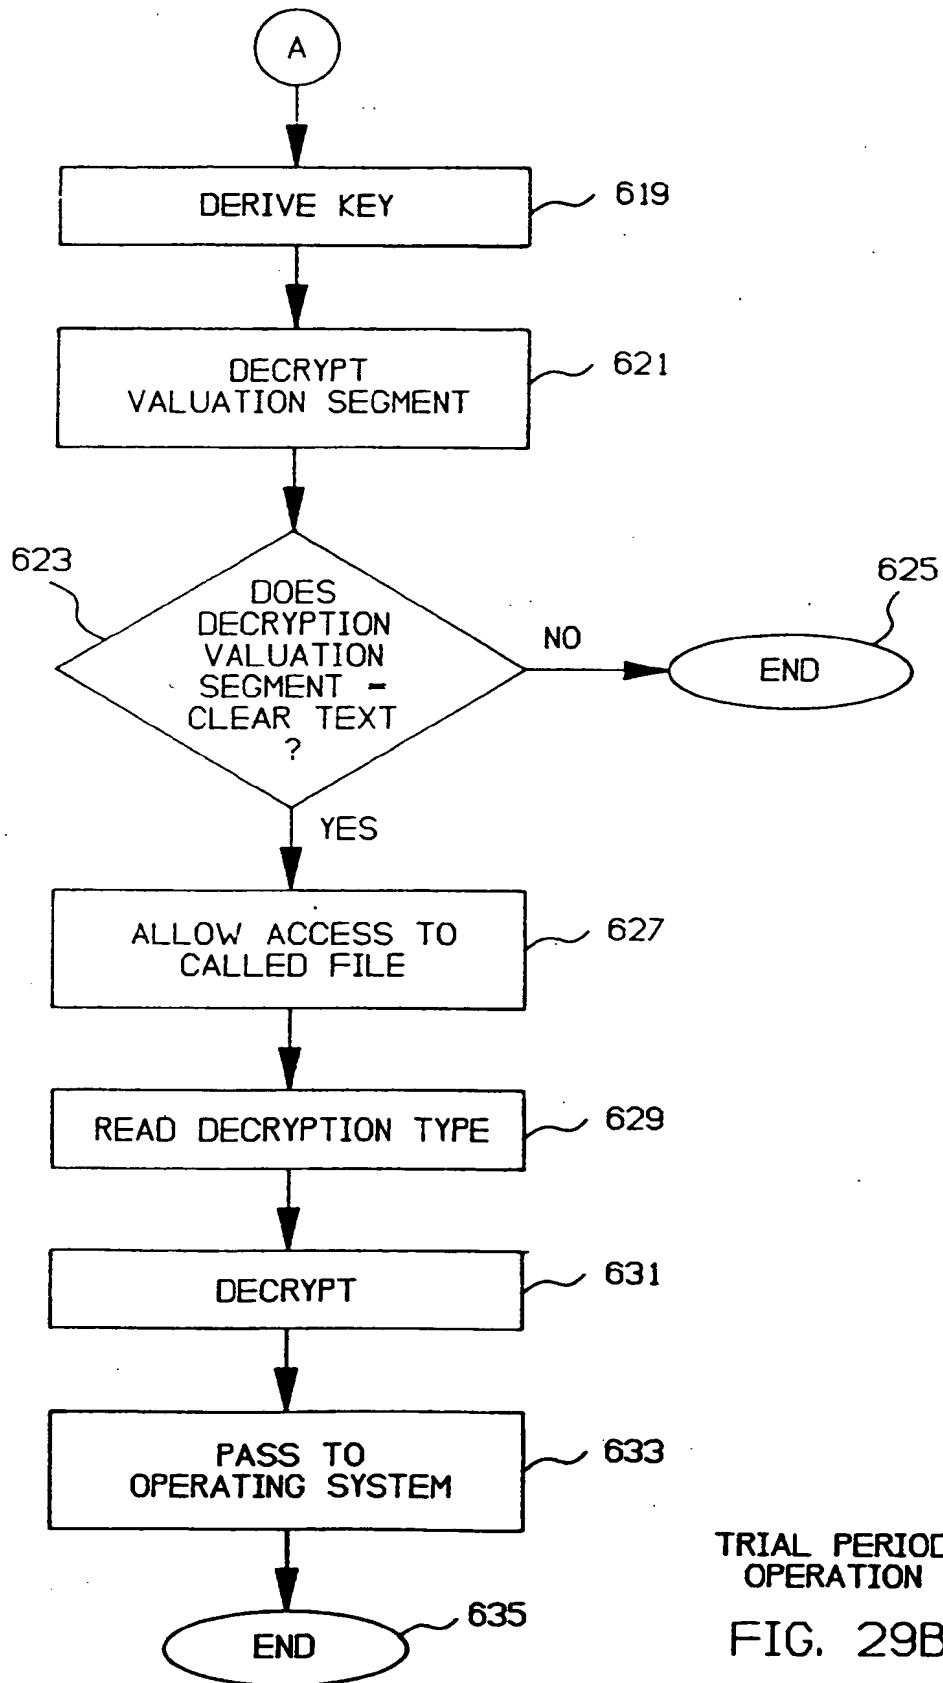 A
DERIVE KEY
619
DECRYPT
VALUATION SEGMENT
621
623
DOES
DECRYPTION
VALUATION
SEGMENT =
CLEAR TEXT
?
NO
625
END
YES
ALLOW ACCESS TO
CALLED FILE
627
READ DECRYPTION TYPE
629
DECRYPT
631
PASS TO
OPERATING SYSTEM
633
END
635
TRIAL PERIOD
OPERATION
FIG. 29B